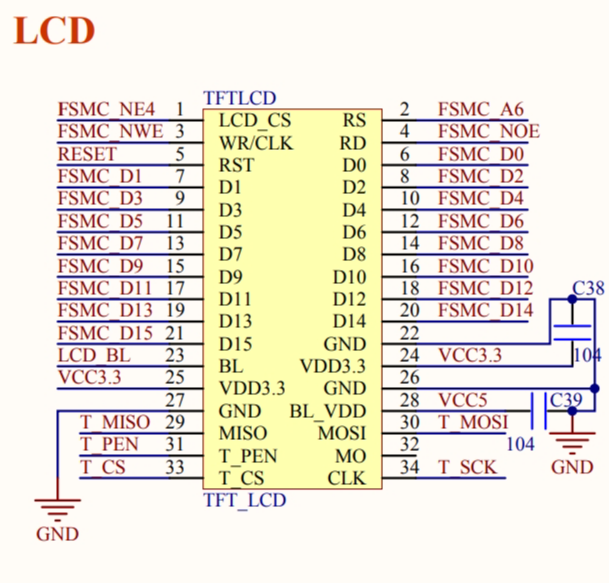 LCD
TFTLCD
FSMC_NE4 1 LCD_CS RS 2 FSMC_A6
FSMC_NWE 3 WR/CLK RD 4 FSMC_NOE
RESET 5 RST D0 6 FSMC_D0
FSMC_D1 7 D1 D2 8 FSMC_D2
FSMC_D3 9 D3 D4 10 FSMC_D4
FSMC_D5 11 D5 D6 12 FSMC_D6
FSMC_D7 13 D7 D8 14 FSMC_D8
FSMC_D9 15 D9 D10 16 FSMC_D10
FSMC_D11 17 D11 D12 18 FSMC_D12 C38
FSMC_D13 19 D13 D14 20 FSMC_D14
FSMC_D15 21 D15 GND 22
LCD_BL 23 BL VDD3.3 24 VCC3.3 104
VCC3.3 25 VDD3.3 GND 26
27 GND BL_VDD 28 VCC5 C39
T_MISO 29 MISO MOSI 30 T_MOSI 104
T_PEN 31 T_PEN MO 32
T_CS 33 T_CS CLK 34 T_SCK GND
TFT_LCD
GND